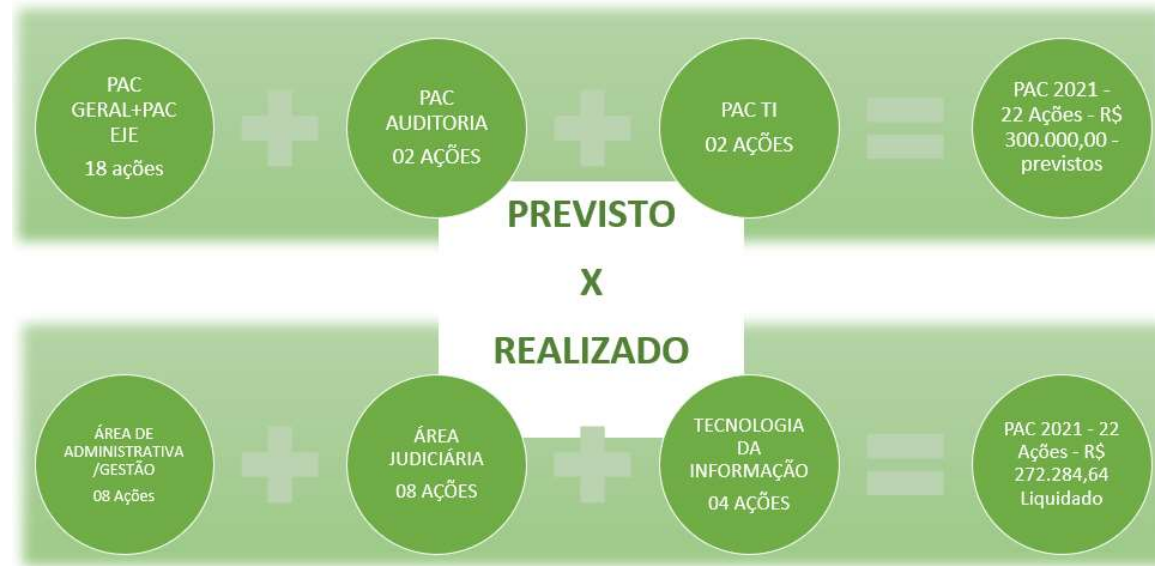 PAC
GERAL+PAC
EJE
18 ações
PAC
AUDITORIA
02 AÇÕES
PAC TI
02 AÇÕES
PAC 2021 -
22 Ações - R$
300.000,00 -
previstos
PREVISTO
X
REALIZADO
ÁREA DE
ADMINISTRATIVA
/GESTÃO
08 Ações
ÁREA
JUDICIÁRIA
08 AÇÕES
TECNOLOGIA
DA
INFORMAÇÃO
04 AÇÕES
PAC 2021 - 22
Ações - R$
272.284,64
Liquidado